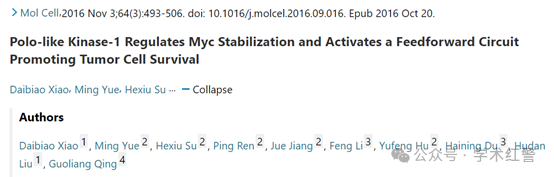 Mol Cell, 2016 Nov 3;64(3):493-506. doi: 10.1016/j.molcel.2016.09.016. Epub 2016 Oct 20.
Polo-like Kinase-1 Regulates Myc Stabilization and Activates a Feedforward Circuit
Promoting Tumor Cell Survival
Daibiao Xiao, Ming Yue, Hexiu Su ... — Collapse
Authors
Daibiao Xiao 1, Ming Yue 2, Hexiu Su 2, Ping Ren 2, Jue Jiang 2, Feng Li 3, Yufeng Hu 2, Haining Du 3, Hudan
Liu 1, Guoliang Qing 4
公众号 · 学术红警